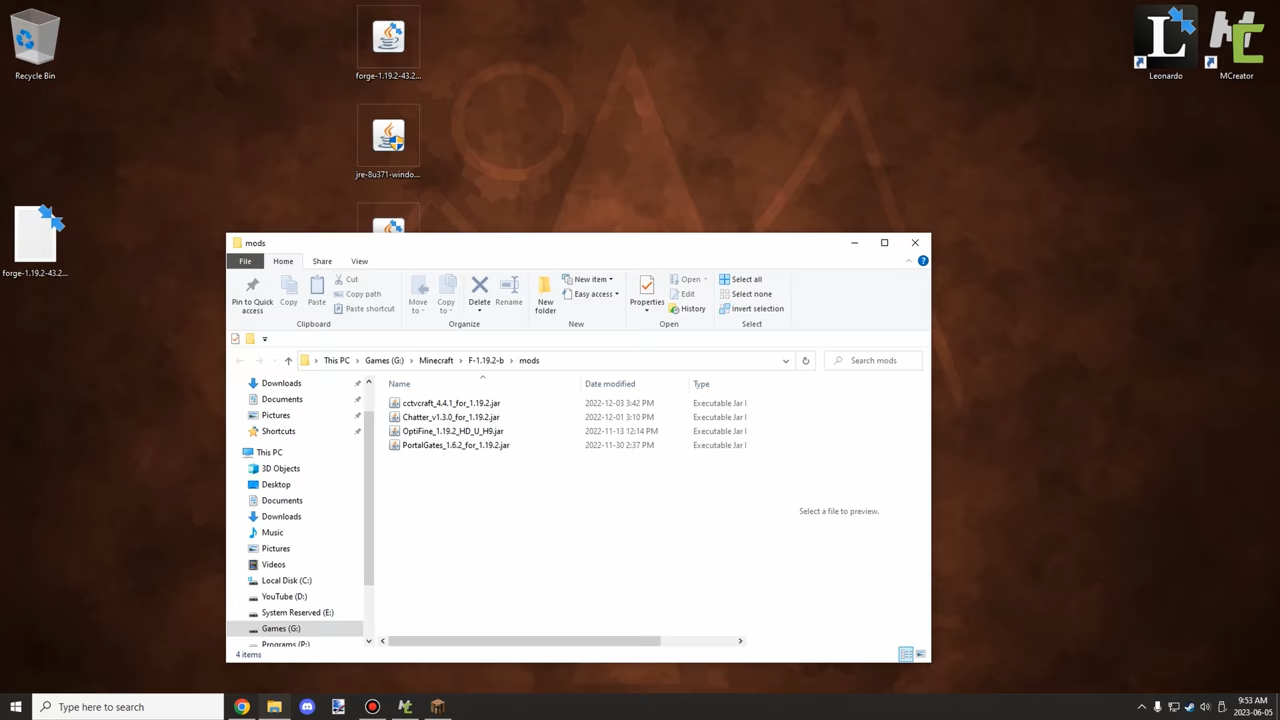 Recycle Bin
forge-1.19.2-43.2...
Leonardo
MCreator
jre-8u371-windo...
forge-1.19.2-43.2...
mods
File
Home
Share
View
Pin to Quick access
Copy
Paste
Cut
Copy path
Paste shortcut
Clipboard
Move to
Copy to
Delete
Rename
Organize
New folder
New item
Easy access
New
Properties
Open
Edit
History
Open
Select all
Select none
Invert selection
Select
This PC > Games (G:) > Minecraft > F-1.19.2-b > mods
Search mods
Downloads
Documents
Pictures
Shortcuts
This PC
3D Objects
Desktop
Documents
Downloads
Music
Pictures
Videos
Local Disk (C:)
YouTube (D:)
System Reserved (E:)
Games (G:)
Programs (P:)
Name Date modified Type
cctvcraft_4.4.1_for_1.19.2.jar 2022-12-03 3:42 PM Executable Jar
Chatter_v1.3.0_for_1.19.2.jar 2022-12-01 3:10 PM Executable Jar
OptiFine_1.19.2_HD_U_H9.jar 2022-11-13 12:14 PM Executable Jar
PortalGates_1.6.2_for_1.19.2.jar 2022-11-30 2:37 PM Executable Jar
Select a file to preview.
4 items
Type here to search
9:53 AM
2023-06-05